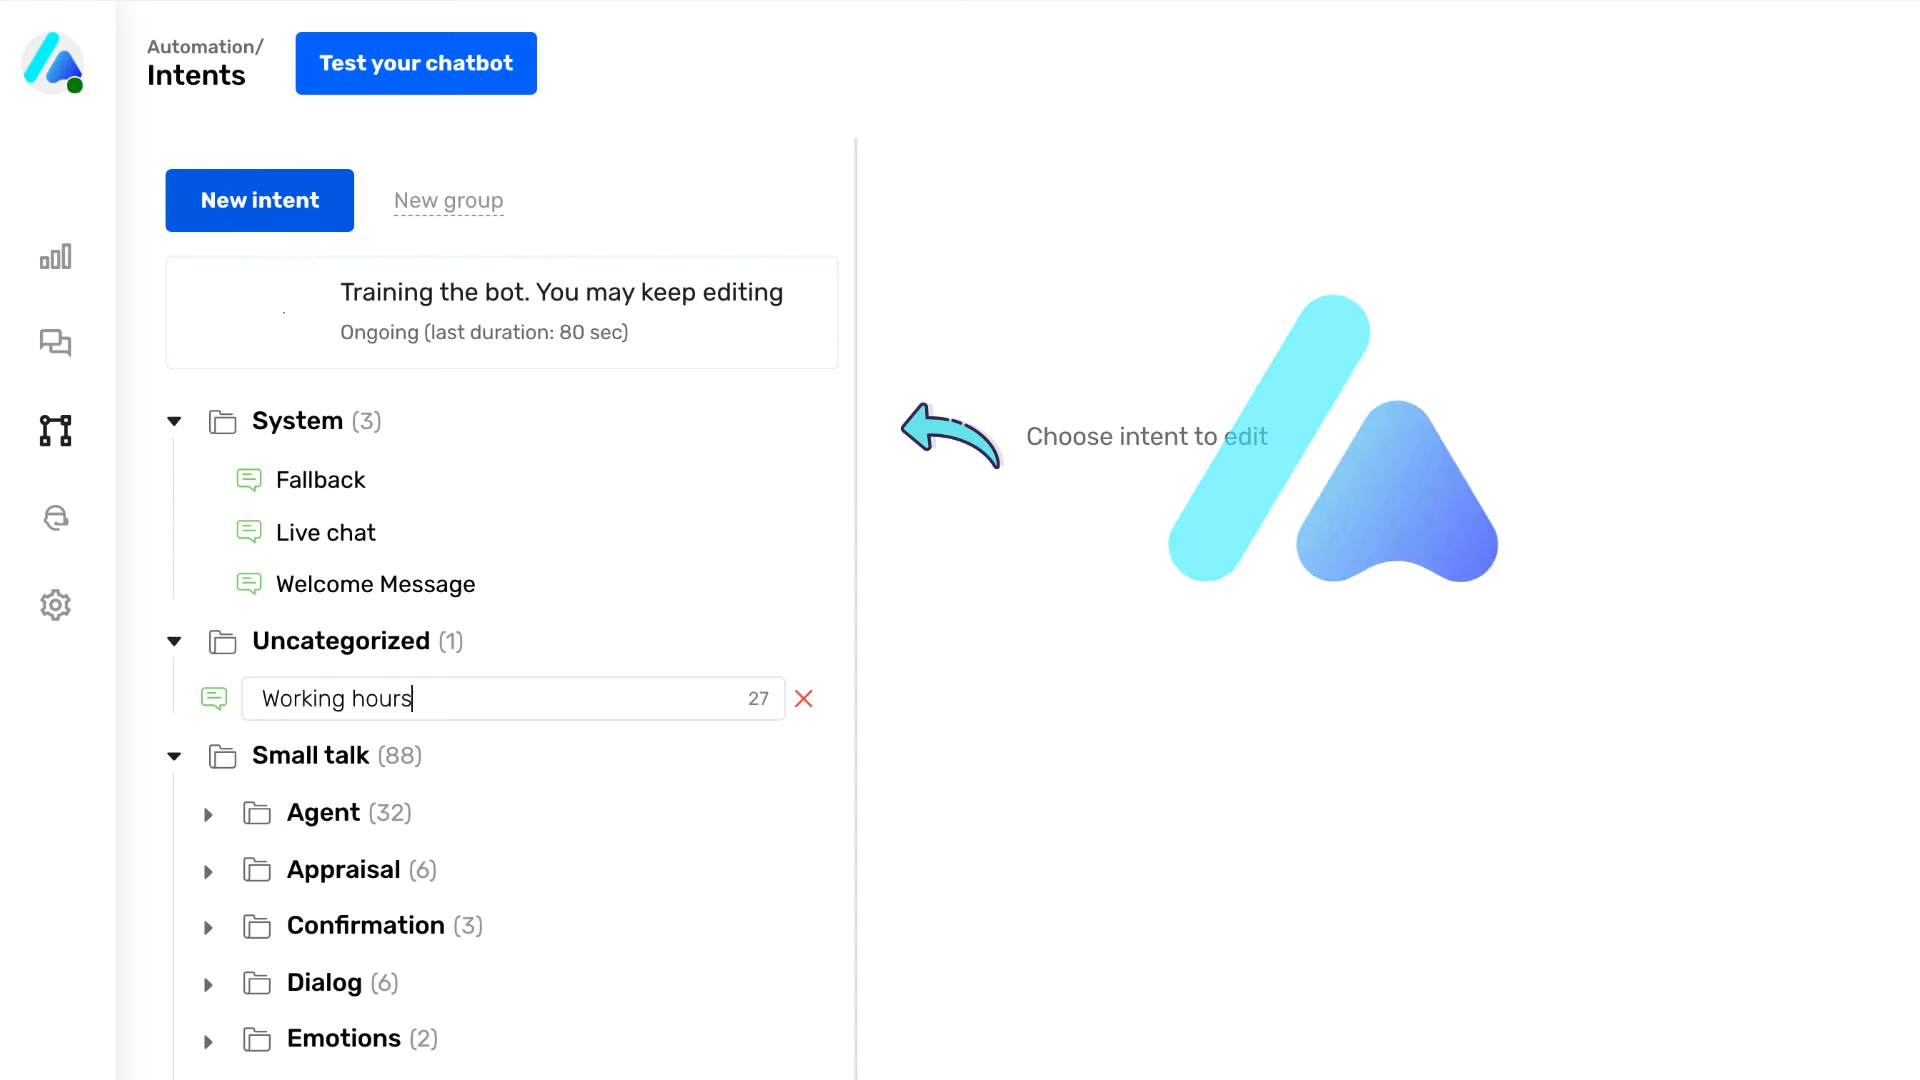 Automation/
Intents
Test your chatbot
New intent
New group
Training the bot. You may keep editing
Ongoing (last duration: 80 sec)
System (3)
Fallback
Live chat
Welcome Message
Uncategorized (1)
Working hours 27
Small talk (88)
Agent (32)
Appraisal (6)
Confirmation (3)
Dialog (6)
Emotions (2)
Choose intent to edit